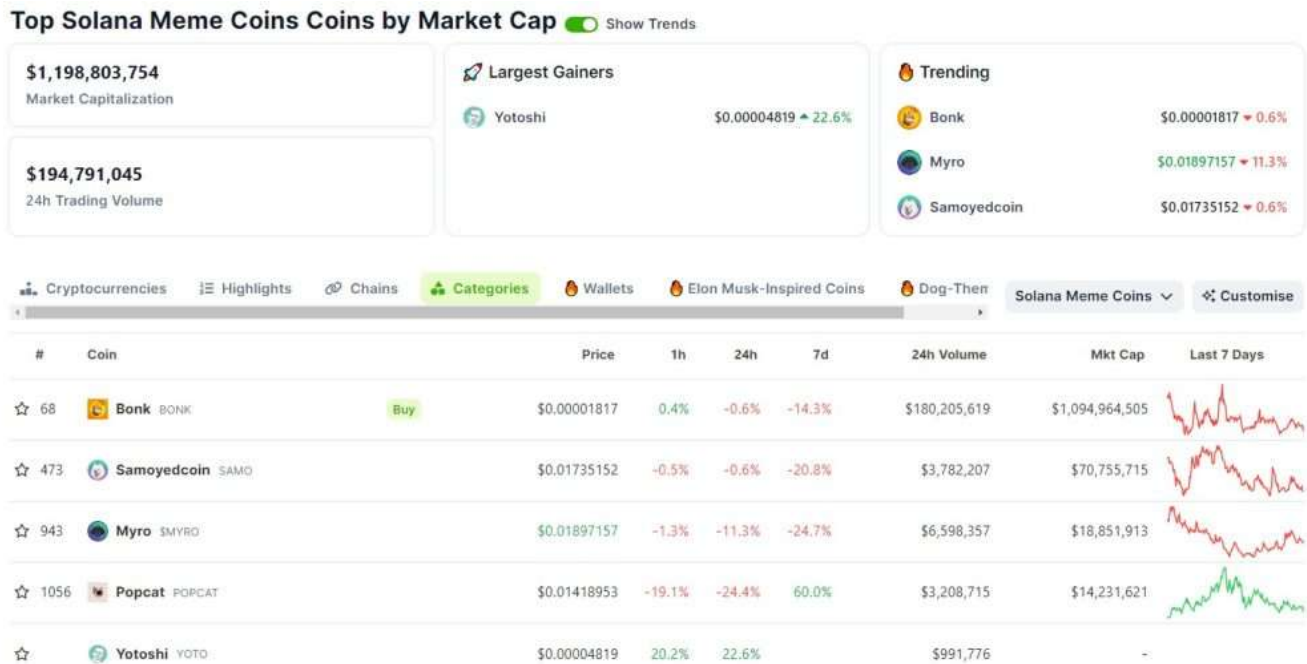 Top Solana Meme Coins Coins by Market Cap Show Trends
$1,198,803,754
Market Capitalization
$194,791,045
24h Trading Volume
Largest Gainers
Yotoshi $0.00004819 22.6%
Trending
Bonk $0.00001817 0.6%
Myro $0.01897157 11.3%
Samoyedcoin $0.01735152 0.6%
Cryptocurrencies Highlights Chains Categories Wallets Elon Musk-Inspired Coins Dog-Them Solana Meme Coins Customise
# Coin Price 1h 24h 7d 24h Volume Mkt Cap Last 7 Days
68 Bonk BONK Buy $0.00001817 0.4% -0.6% -14.3% $180,205,619 $1,094,964,505
473 Samoyedcoin SAMO $0.01735152 -0.5% -0.6% -20.8% $3,782,207 $70,755,715
943 Myro $MYRO $0.01897157 -1.3% -11.3% -24.7% $6,598,357 $18,851,913
1056 Popcat POPCAT $0.01418953 -19.1% -24.4% 60.0% $3,208,715 $14,231,621
Yotoshi YOTO $0.00004819 20.2% 22.6% $991,776 -